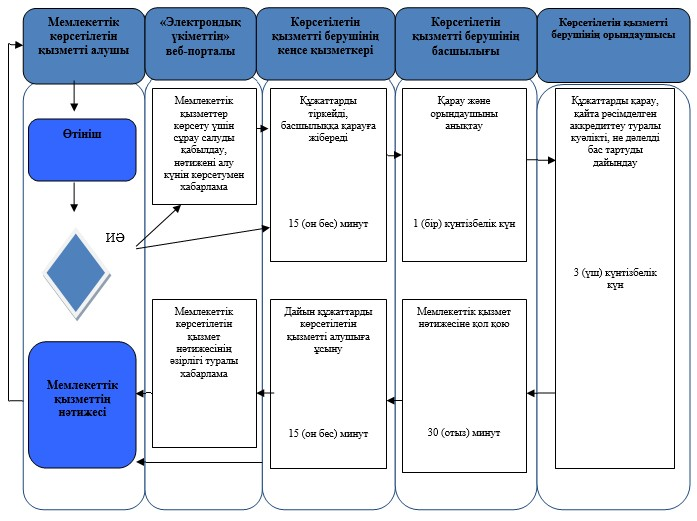 Мемлекеттік
көрсетілетін
қызметті алушы
«Электрондық
үкіметтің»
веб-порталы
Көрсетілетін
қызметті берушінің
кеңсе қызметкері
Көрсетілетін
қызметті берушінің
басшылығы
Көрсетілетін қызметті
берушінің орындаушысы
Өтініш
ИӘ
Мемлекеттік
қызметтер
көрсету үшін
сұрау салуды
қабылдау,
нәтижені алу
күнін көрсетумен
хабарлама
Құжаттарды
тіркейді,
басшылыққа қарауға
жібереді
15 (он бес) минут
Қарау және
орындаушыны
анықтау
1 (бір) күнтізбелік күн
Құжаттарды қарау,
қайта рәсімделген
аккредиттеу туралы
куәлікті, не дәлелді
бас тартуды
дайындау
3 (үш) күнтізбелік
күн
Мемлекеттік
қызметтің
нәтижесі
Мемлекеттік
көрсетілетін
қызмет
нәтижесінің
әзірлігі туралы
хабарлама
Дайын құжаттарды
көрсетілетін
қызметті алушыға
ұсыну
15 (он бес) минут
Мемлекеттік қызмет
нәтижесіне қол қою
30 (отыз) минут